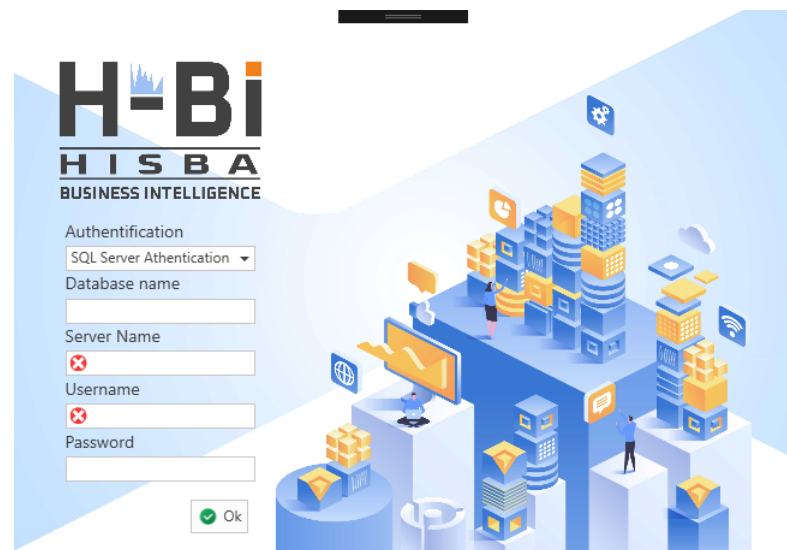 H-Bi
HISBA
BUSINESS INTELLIGENCE
Authentification
SQL Server Athentication
Database name
Server Name
Username
Password
Ok